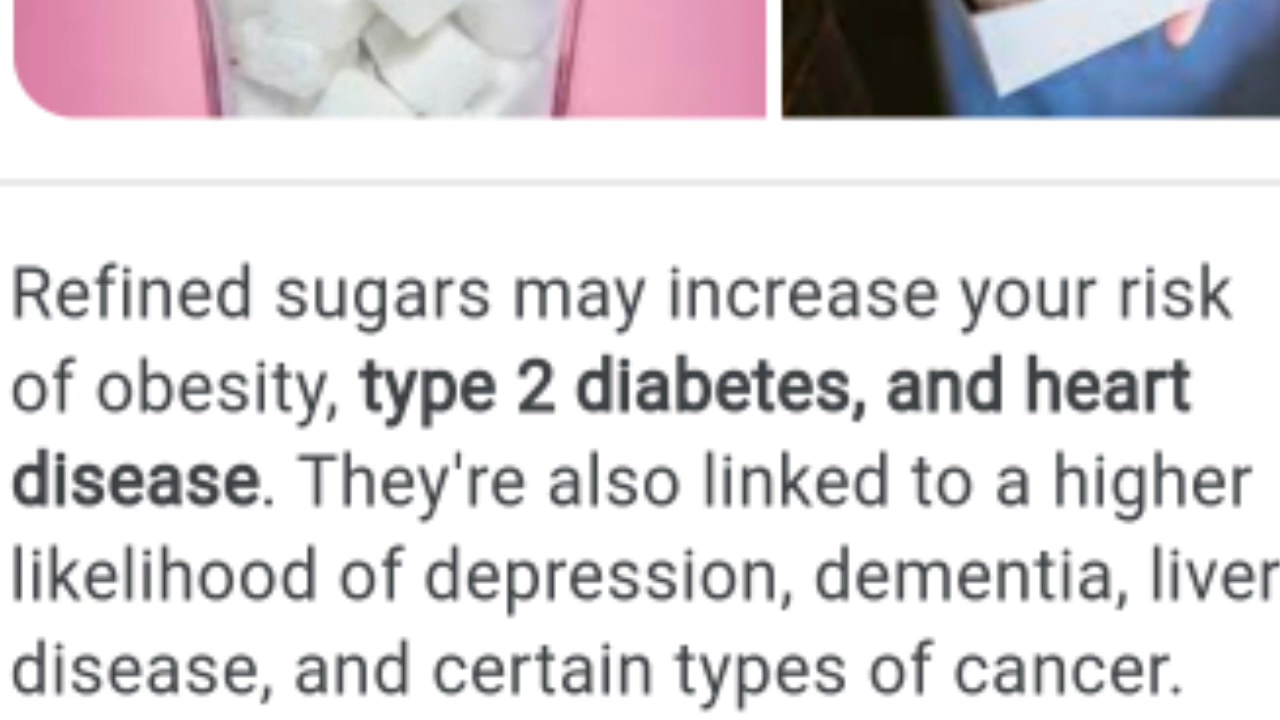 Refined sugars may increase your risk
of obesity, type 2 diabetes, and heart
disease. They're also linked to a higher
likelihood of depression, dementia, liver
disease, and certain types of cancer.